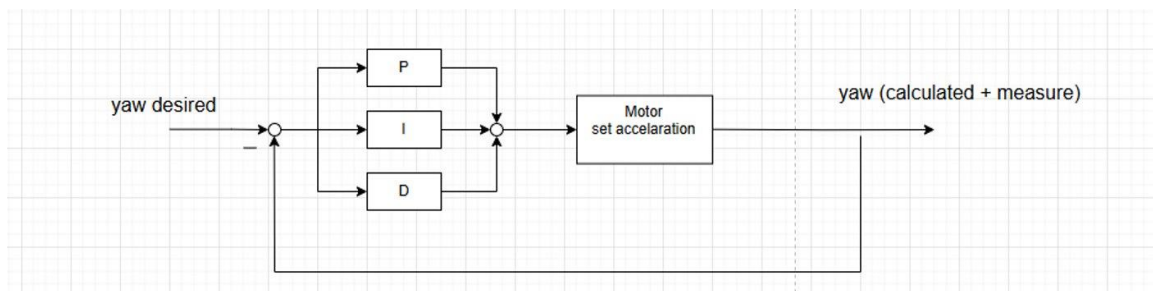 P
yaw desired
yaw (calculated + measure)
Motor
set accelaration
I
–
D